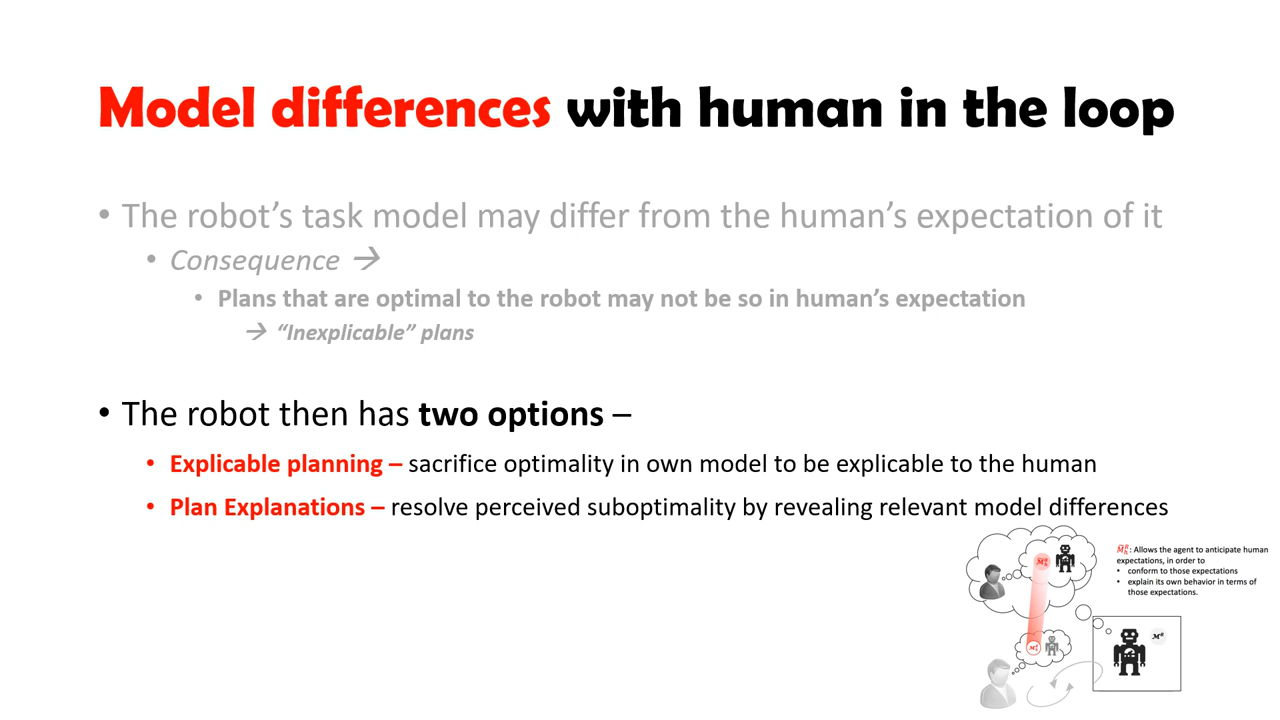 Model differences with human in the loop
• The robot’s task model may differ from the human’s expectation of it
• Consequence →
• Plans that are optimal to the robot may not be so in human’s expectation
→ “Inexplicable” plans
• The robot then has two options –
• Explicable planning – sacrifice optimality in own model to be explicable to the human
• Plan Explanations – resolve perceived suboptimality by revealing relevant model differences
: Allows the agent to anticipate human
expectations, in order to
• conform to those expectations
• explain its own behavior in terms of
those expectations.